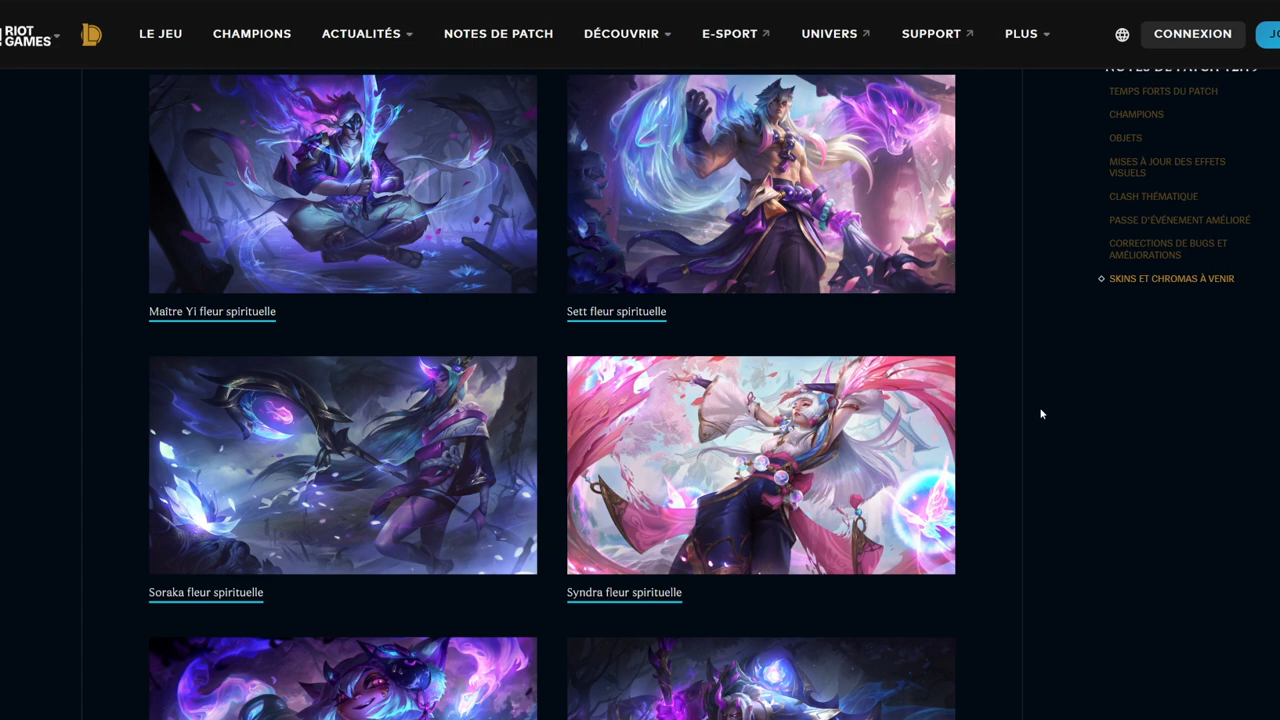 RIOT
GAMES
LE JEU
CHAMPIONS
ACTUALITÉS
NOTES DE PATCH
DÉCOUVRIR
E-SPORT
UNIVERS
SUPPORT
PLUS
CONNEXION
TEMPS FORTS DU PATCH
CHAMPIONS
OBJETS
MISES À JOUR DES EFFETS
VISUELS
CLASH THÉMATIQUE
PASSE D'ÉVÉNEMENT AMÉLIORÉ
CORRECTIONS DE BUGS ET
AMÉLIORATIONS
SKINS ET CHROMAS À VENIR
Maître Yi fleur spirituelle
Sett fleur spirituelle
Soraka fleur spirituelle
Syndra fleur spirituelle